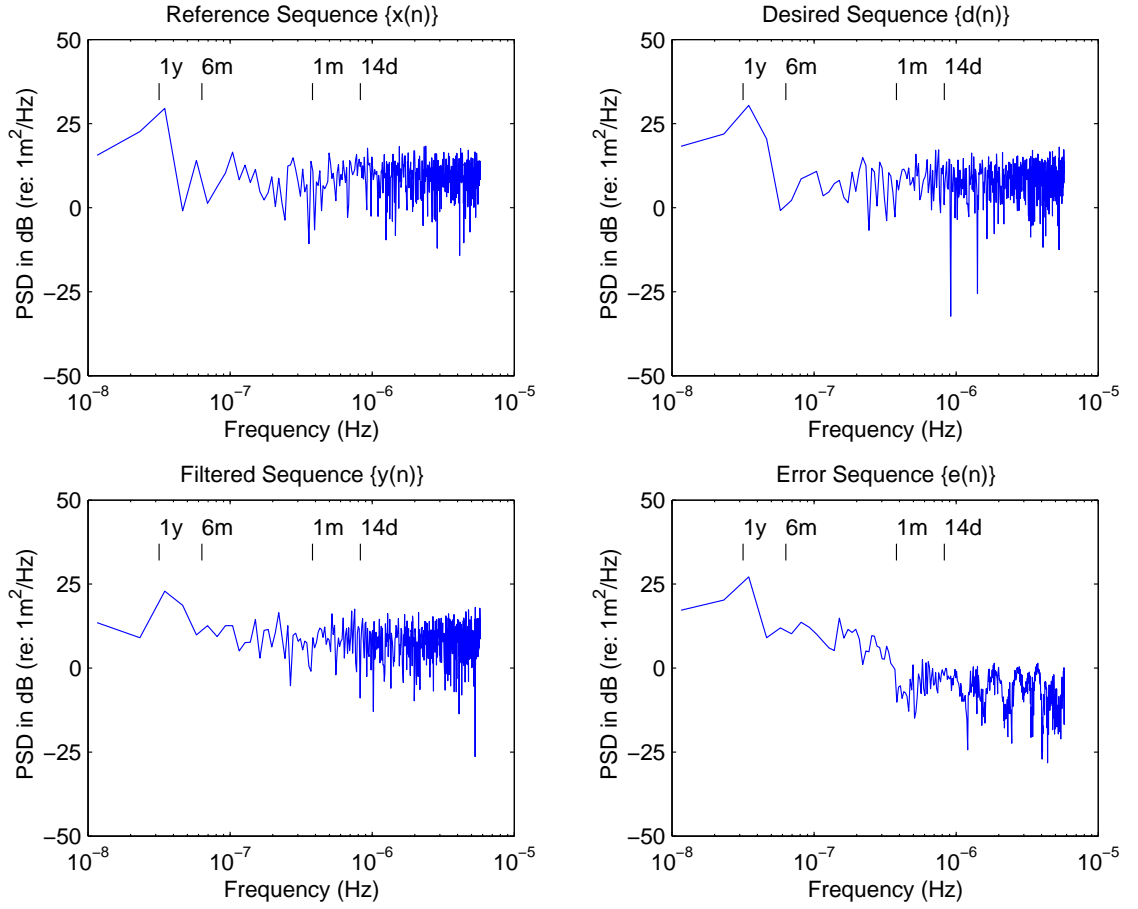 Reference Sequence {x(n)}
50
25
0
−25
−50
PSD in dB (re: 1m²/Hz)
1y 6m 1m 14d
10⁻⁸ 10⁻⁷ 10⁻⁶ 10⁻⁵
Frequency (Hz)
Desired Sequence {d(n)}
50
25
0
−25
−50
PSD in dB (re: 1m²/Hz)
1y 6m 1m 14d
10⁻⁸ 10⁻⁷ 10⁻⁶ 10⁻⁵
Frequency (Hz)
Filtered Sequence {y(n)}
50
25
0
−25
−50
PSD in dB (re: 1m²/Hz)
1y 6m 1m 14d
10⁻⁸ 10⁻⁷ 10⁻⁶ 10⁻⁵
Frequency (Hz)
Error Sequence {e(n)}
50
25
0
−25
−50
PSD in dB (re: 1m²/Hz)
1y 6m 1m 14d
10⁻⁸ 10⁻⁷ 10⁻⁶ 10⁻⁵
Frequency (Hz)